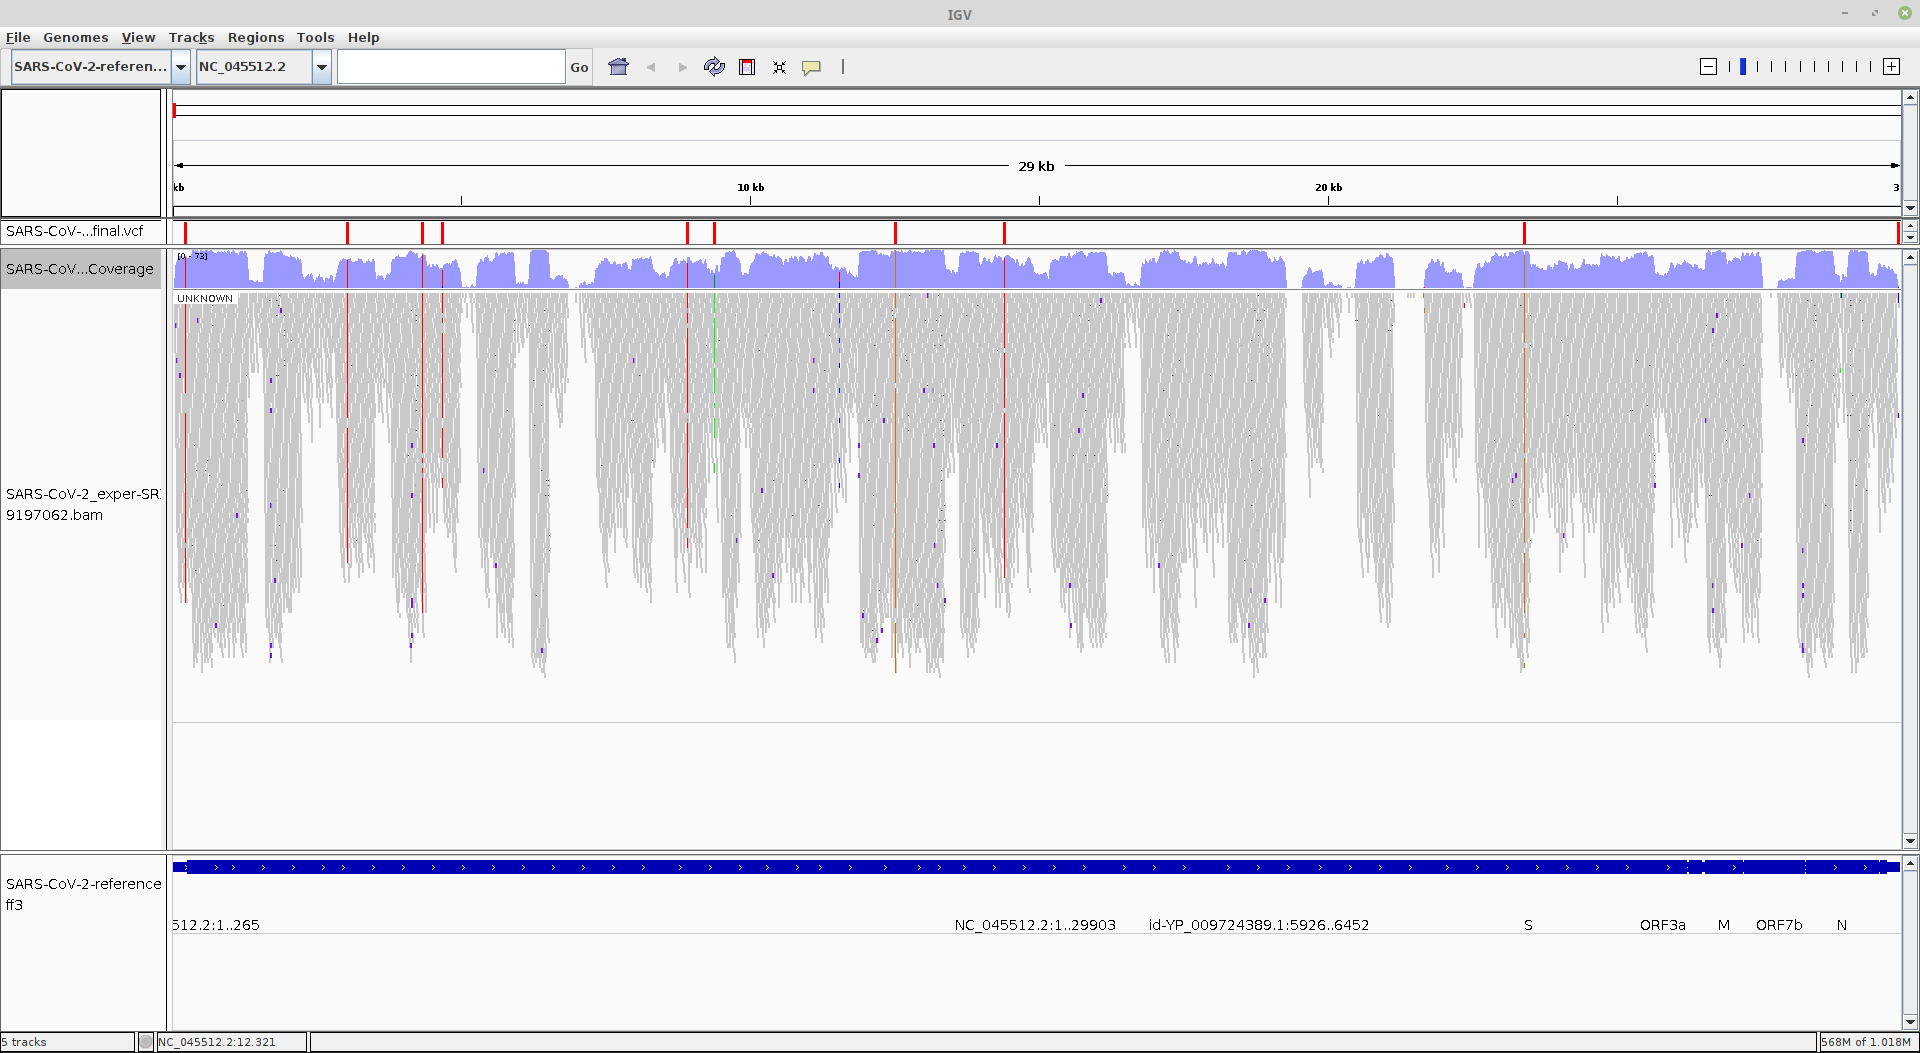 IGV
File Genomes View Tracks Regions Tools Help
SARS-CoV-2-referen... NC_045512.2 Go
29 kb
kb 10 kb 20 kb 3
SARS-CoV-...final.vcf
SARS-CoV...Coverage
[0 - 73]
UNKNOWN
SARS-CoV-2_exper-SR
9197062.bam
SARS-CoV-2-reference
ff3
512.2:1..265 NC_045512.2:1..29903 id-YP_009724389.1:5926..6452 S ORF3a M ORF7b N
5 tracks NC_045512.2:12.321 568M of 1.018M